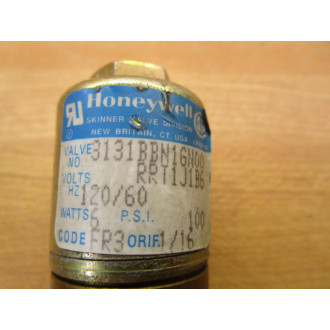 Honeywell
SKINNER VALVE DIVISION
NEW BRITAIN, CT. USA
VALVE NO. 3131BBN1GN00
RRT1J1B6
VOLTS HZ 120/60
WATTS 6 P.S.I. 100
CODE FR3 ORIF. 1/16